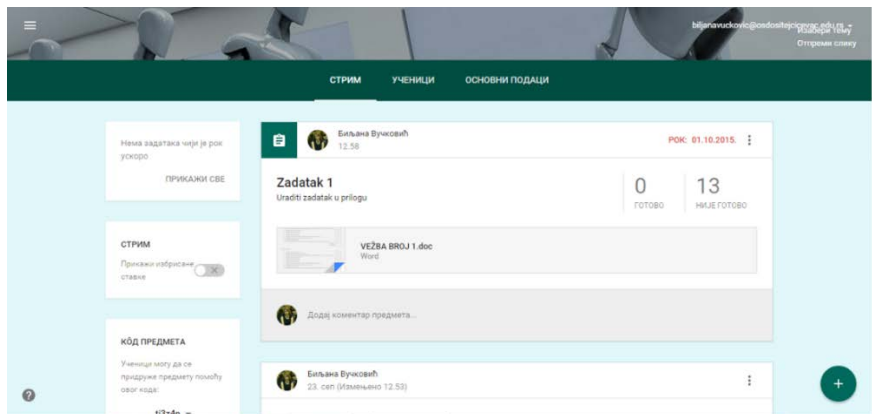 biljanavuckovic@osdositejcicevac.edu.rs
Изабери тему
Отпреми слику
СТРИМ
УЧЕНИЦИ
ОСНОВНИ ПОДАЦИ
Нема задатака чији је рок
ускоро
ПРИКАЖИ СВЕ
СТРИМ
Прикажи избрисане
ставке
КÔД ПРЕДМЕТА
Ученици могу да се
придруже предмету помоћу
овог кода:
Биљана Вучковић
12.58
РОК: 01.10.2015.
Zadatak 1
Uraditi zadatak u prilogu
0
ГОТОВО
13
НИЈЕ ГОТОВО
VEŽBA BROJ 1.doc
Word
Додај коментар предмета...
Биљана Вучковић
23. сеп (Измењено 12.53)